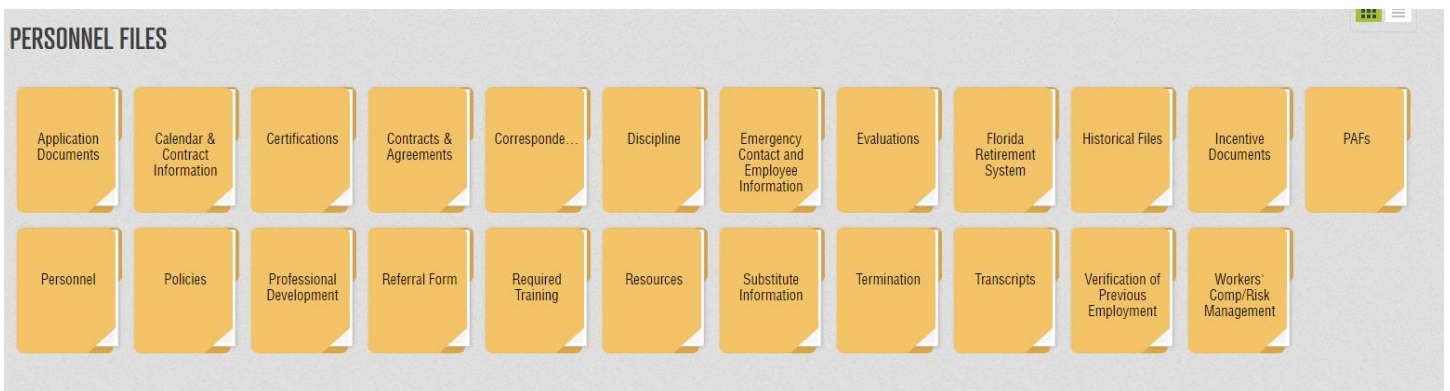 PERSONNEL FILES
Application
Documents
Calendar &
Contract
Information
Certifications
Contracts &
Agreements
Corresponde...
Discipline
Emergency
Contact and
Employee
Information
Evaluations
Florida
Retirement
System
Historical Files
Incentive
Documents
PAFs
Personnel
Policies
Professional
Development
Referral Form
Required
Training
Resources
Substitute
Information
Termination
Transcripts
Verification of
Previous
Employment
Workers'
Comp/Risk
Management